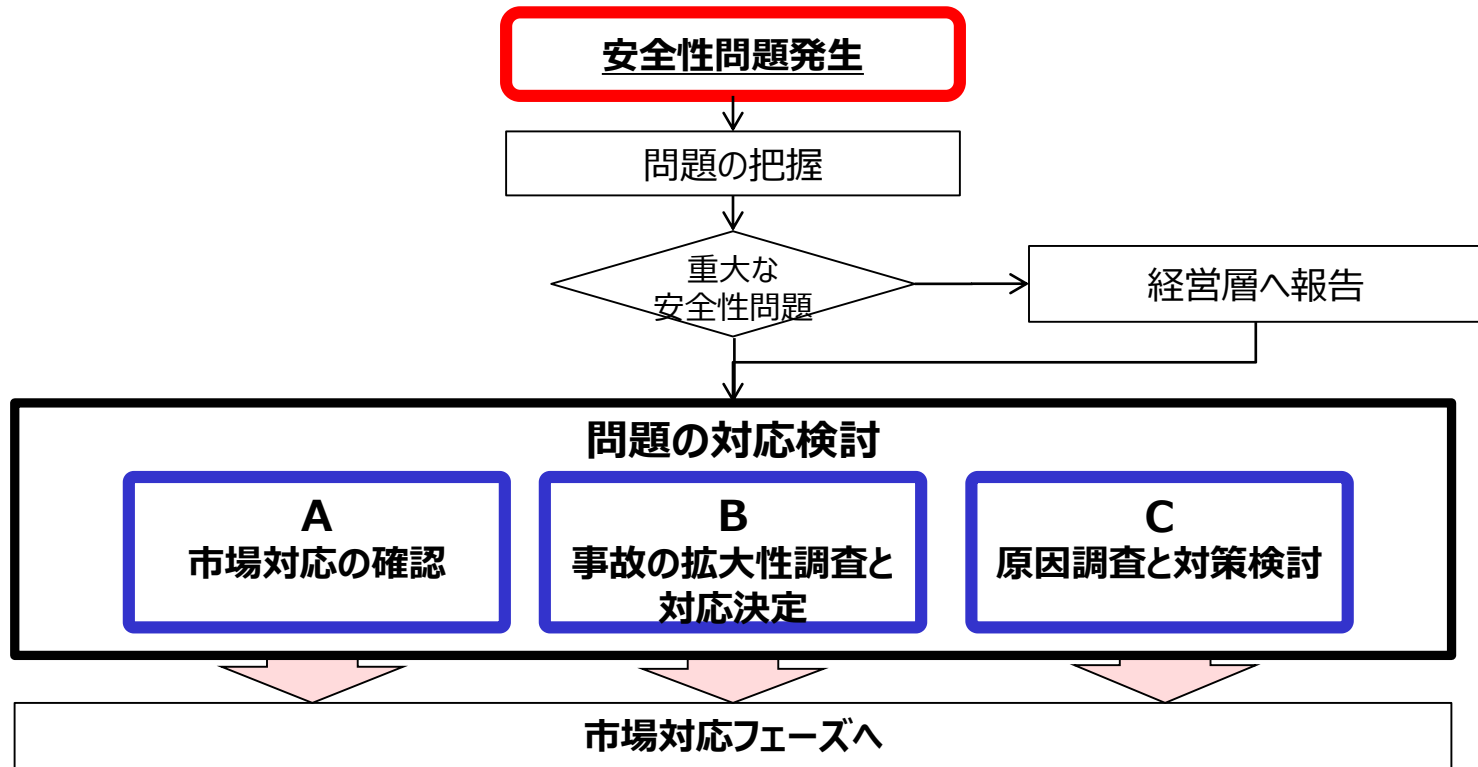 安全性問題発生
問題の把握
重大な
安全性問題
経営層へ報告
問題の対応検討
A
市場対応の確認
B
事故の拡大性調査と
対応決定
C
原因調査と対策検討
市場対応フェーズへ